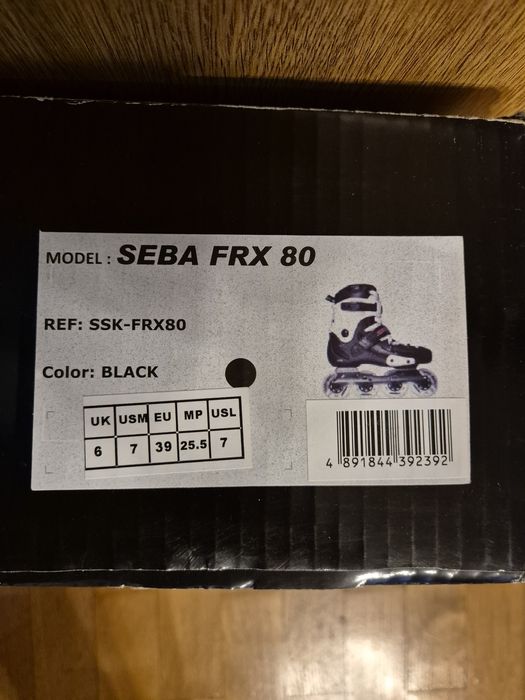 MODEL : SEBA FRX 80
REF: SSK-FRX80
Color: BLACK
UK USM EU MP USL
6 7 39 25.5 7
4 891844 392392